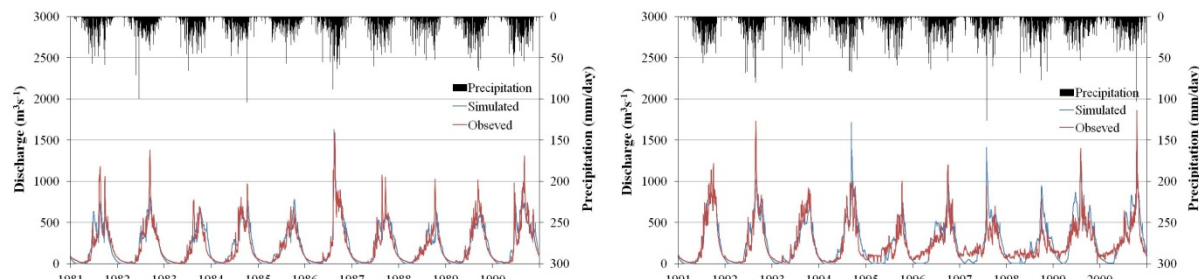 3000
2500
2000
1500
1000
500
0
Discharge (m³s⁻¹)
0
50
100
150
200
250
300
Precipitation (mm/day)
Precipitation
Simulated
Obseved
1981 1982 1983 1984 1985 1986 1987 1988 1989 1990
3000
2500
2000
1500
1000
500
0
Discharge (m³s⁻¹)
0
50
100
150
200
250
300
Precipitation (mm/day)
Precipitation
Simulated
Obseved
1991 1992 1993 1994 1995 1996 1997 1998 1999 2000